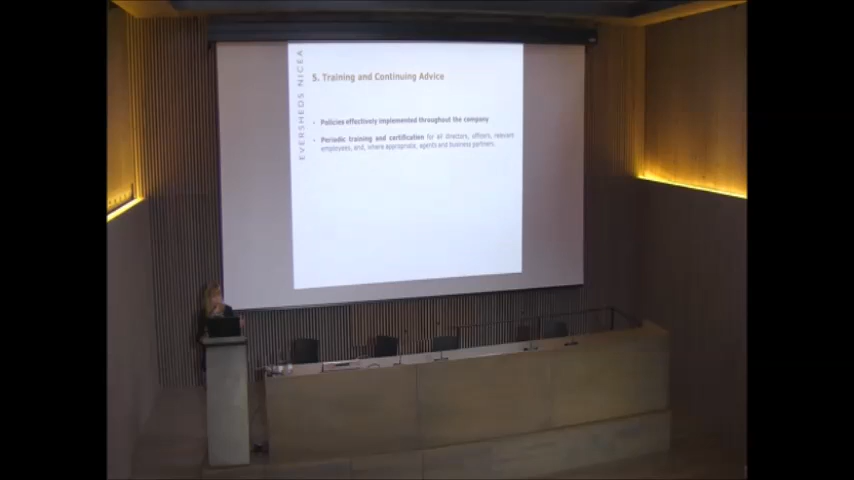 EVERSHEDS NICEA
5. Training and Continuing Advice
- Policies effectively implemented throughout the company
- Periodic training and certification for all directors, officers, relevant
employees, and, where appropriate, agents and business partners.